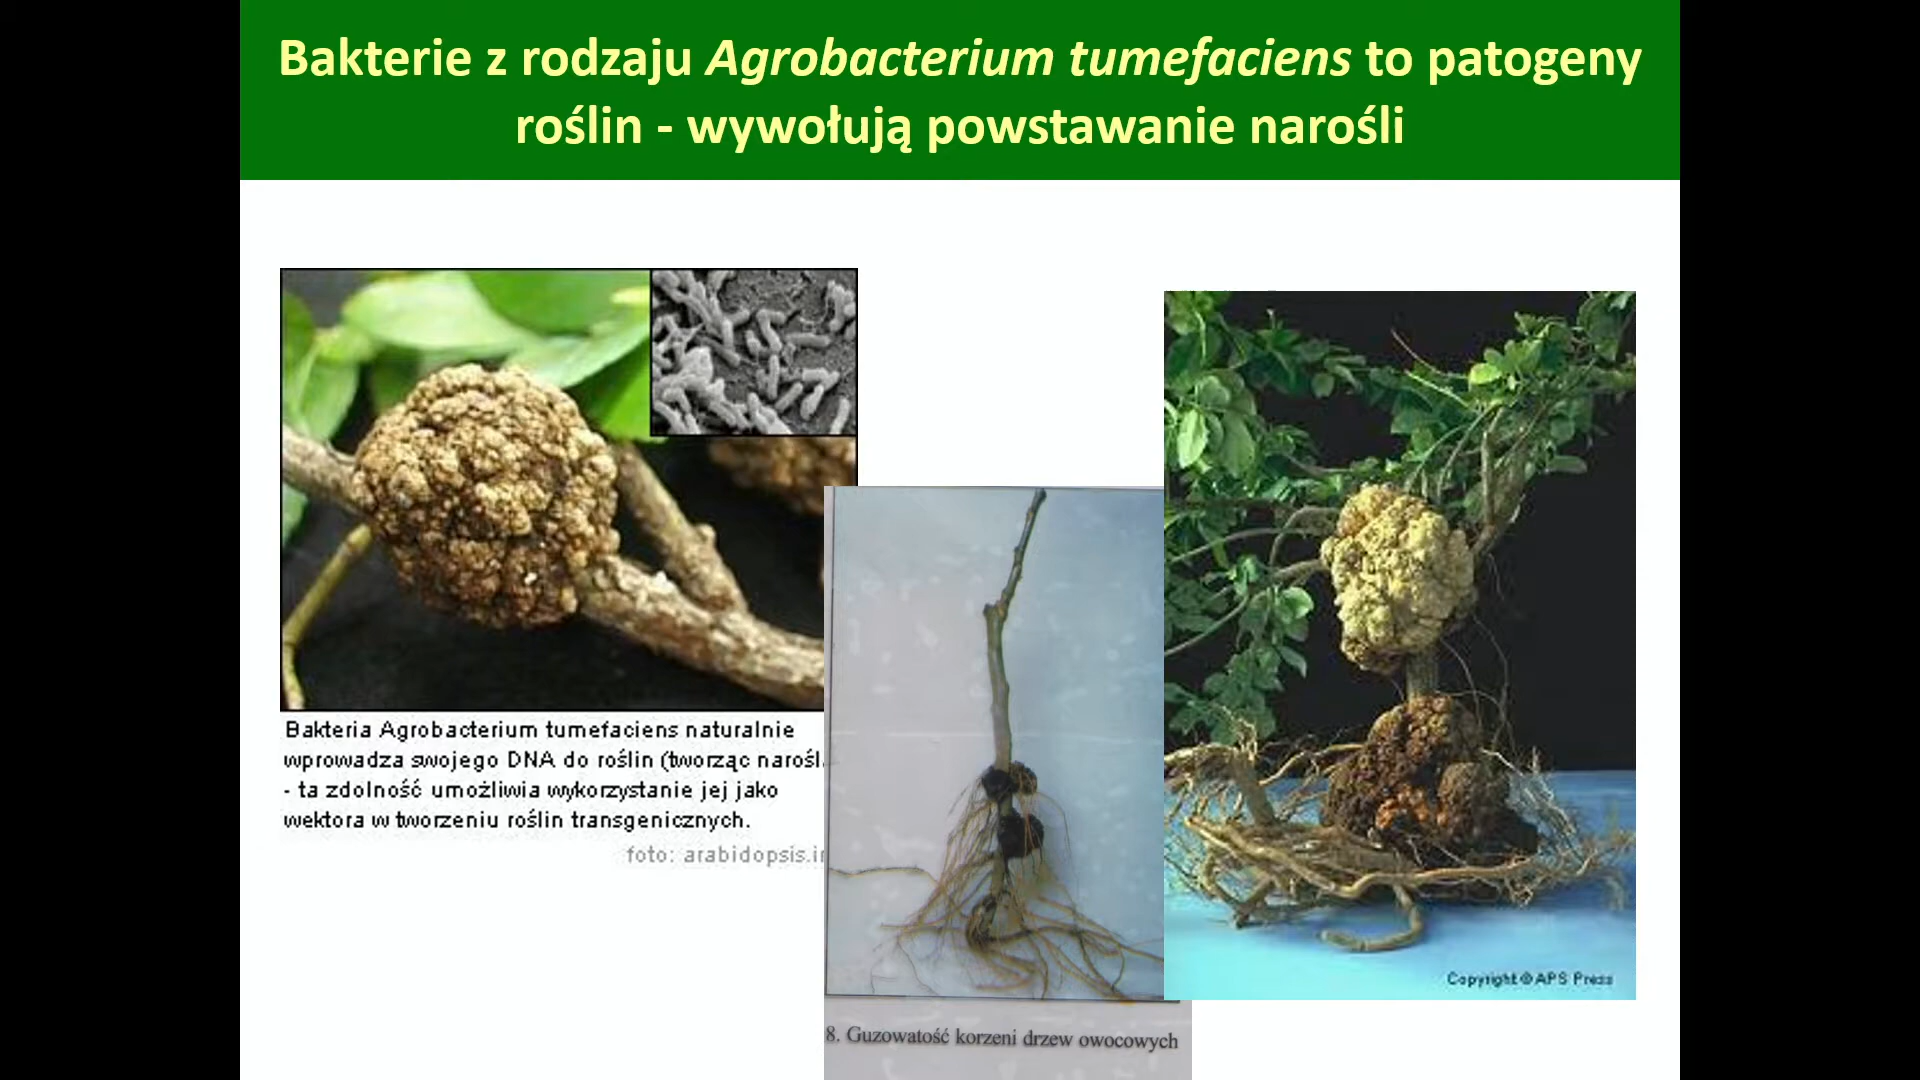 Bakterie z rodzaju Agrobacterium tumefaciens to patogeny
roślin - wywołują powstawanie narośli
Bakteria Agrobacterium tumefaciens naturalnie
wprowadza swojego DNA do roślin (tworząc narośl
- ta zdolność umożliwia wykorzystanie jej jako
wektora w tworzeniu roślin transgenicznych.
foto: arabidopsis.i
8. Guzowatość korzeni drzew owocowych
Copyright © APS Press